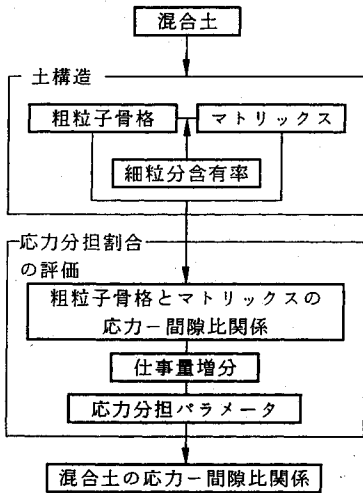 混合土
土構造
粗粒子骨格
マトリックス
細粒分含有率
応力分担割合
の評価
粗粒子骨格とマトリックスの
応力－間隙比関係
仕事量増分
応力分担パラメータ
混合土の応力－間隙比関係